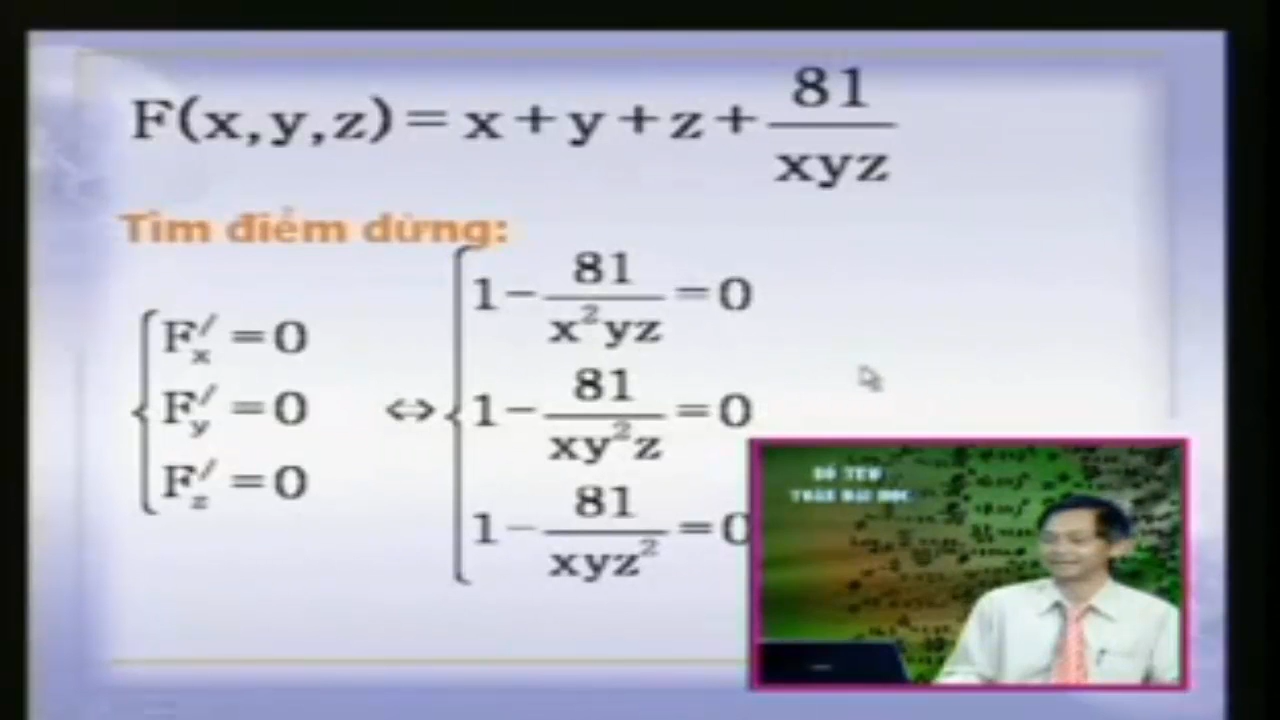 F(x,y,z)=x+y+z+81/xyz
Tìm điểm dừng:
F′x =0 ⇔ 1−81/x²yz=0
F′y =0 1−81/xy²z=0
F′z =0 1−81/xyz²=0